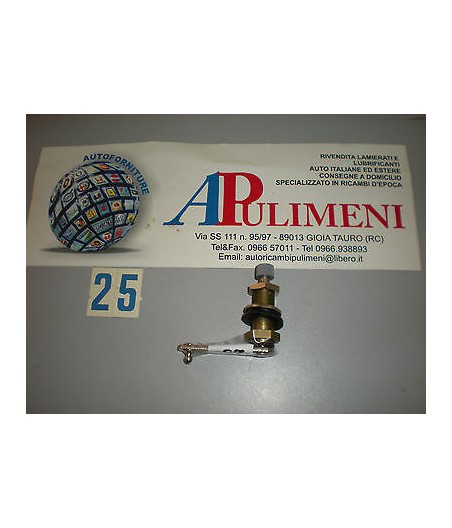 AUTOFORNITURE
RIVENDITA LAMIERATI E
LUBRIFICANTI
AUTO ITALIANE ED ESTERE
CONSEGNE A DOMICILIO
SPECIALIZZATO IN RICAMBI D'EPOCA
APULIMENI
Via SS 111 n. 95/97 - 89013 GIOIA TAURO (RC)
Tel&Fax. 0966 57011 - Tel 0966.938893
Email: autoricambipulimeni@libero.it
25